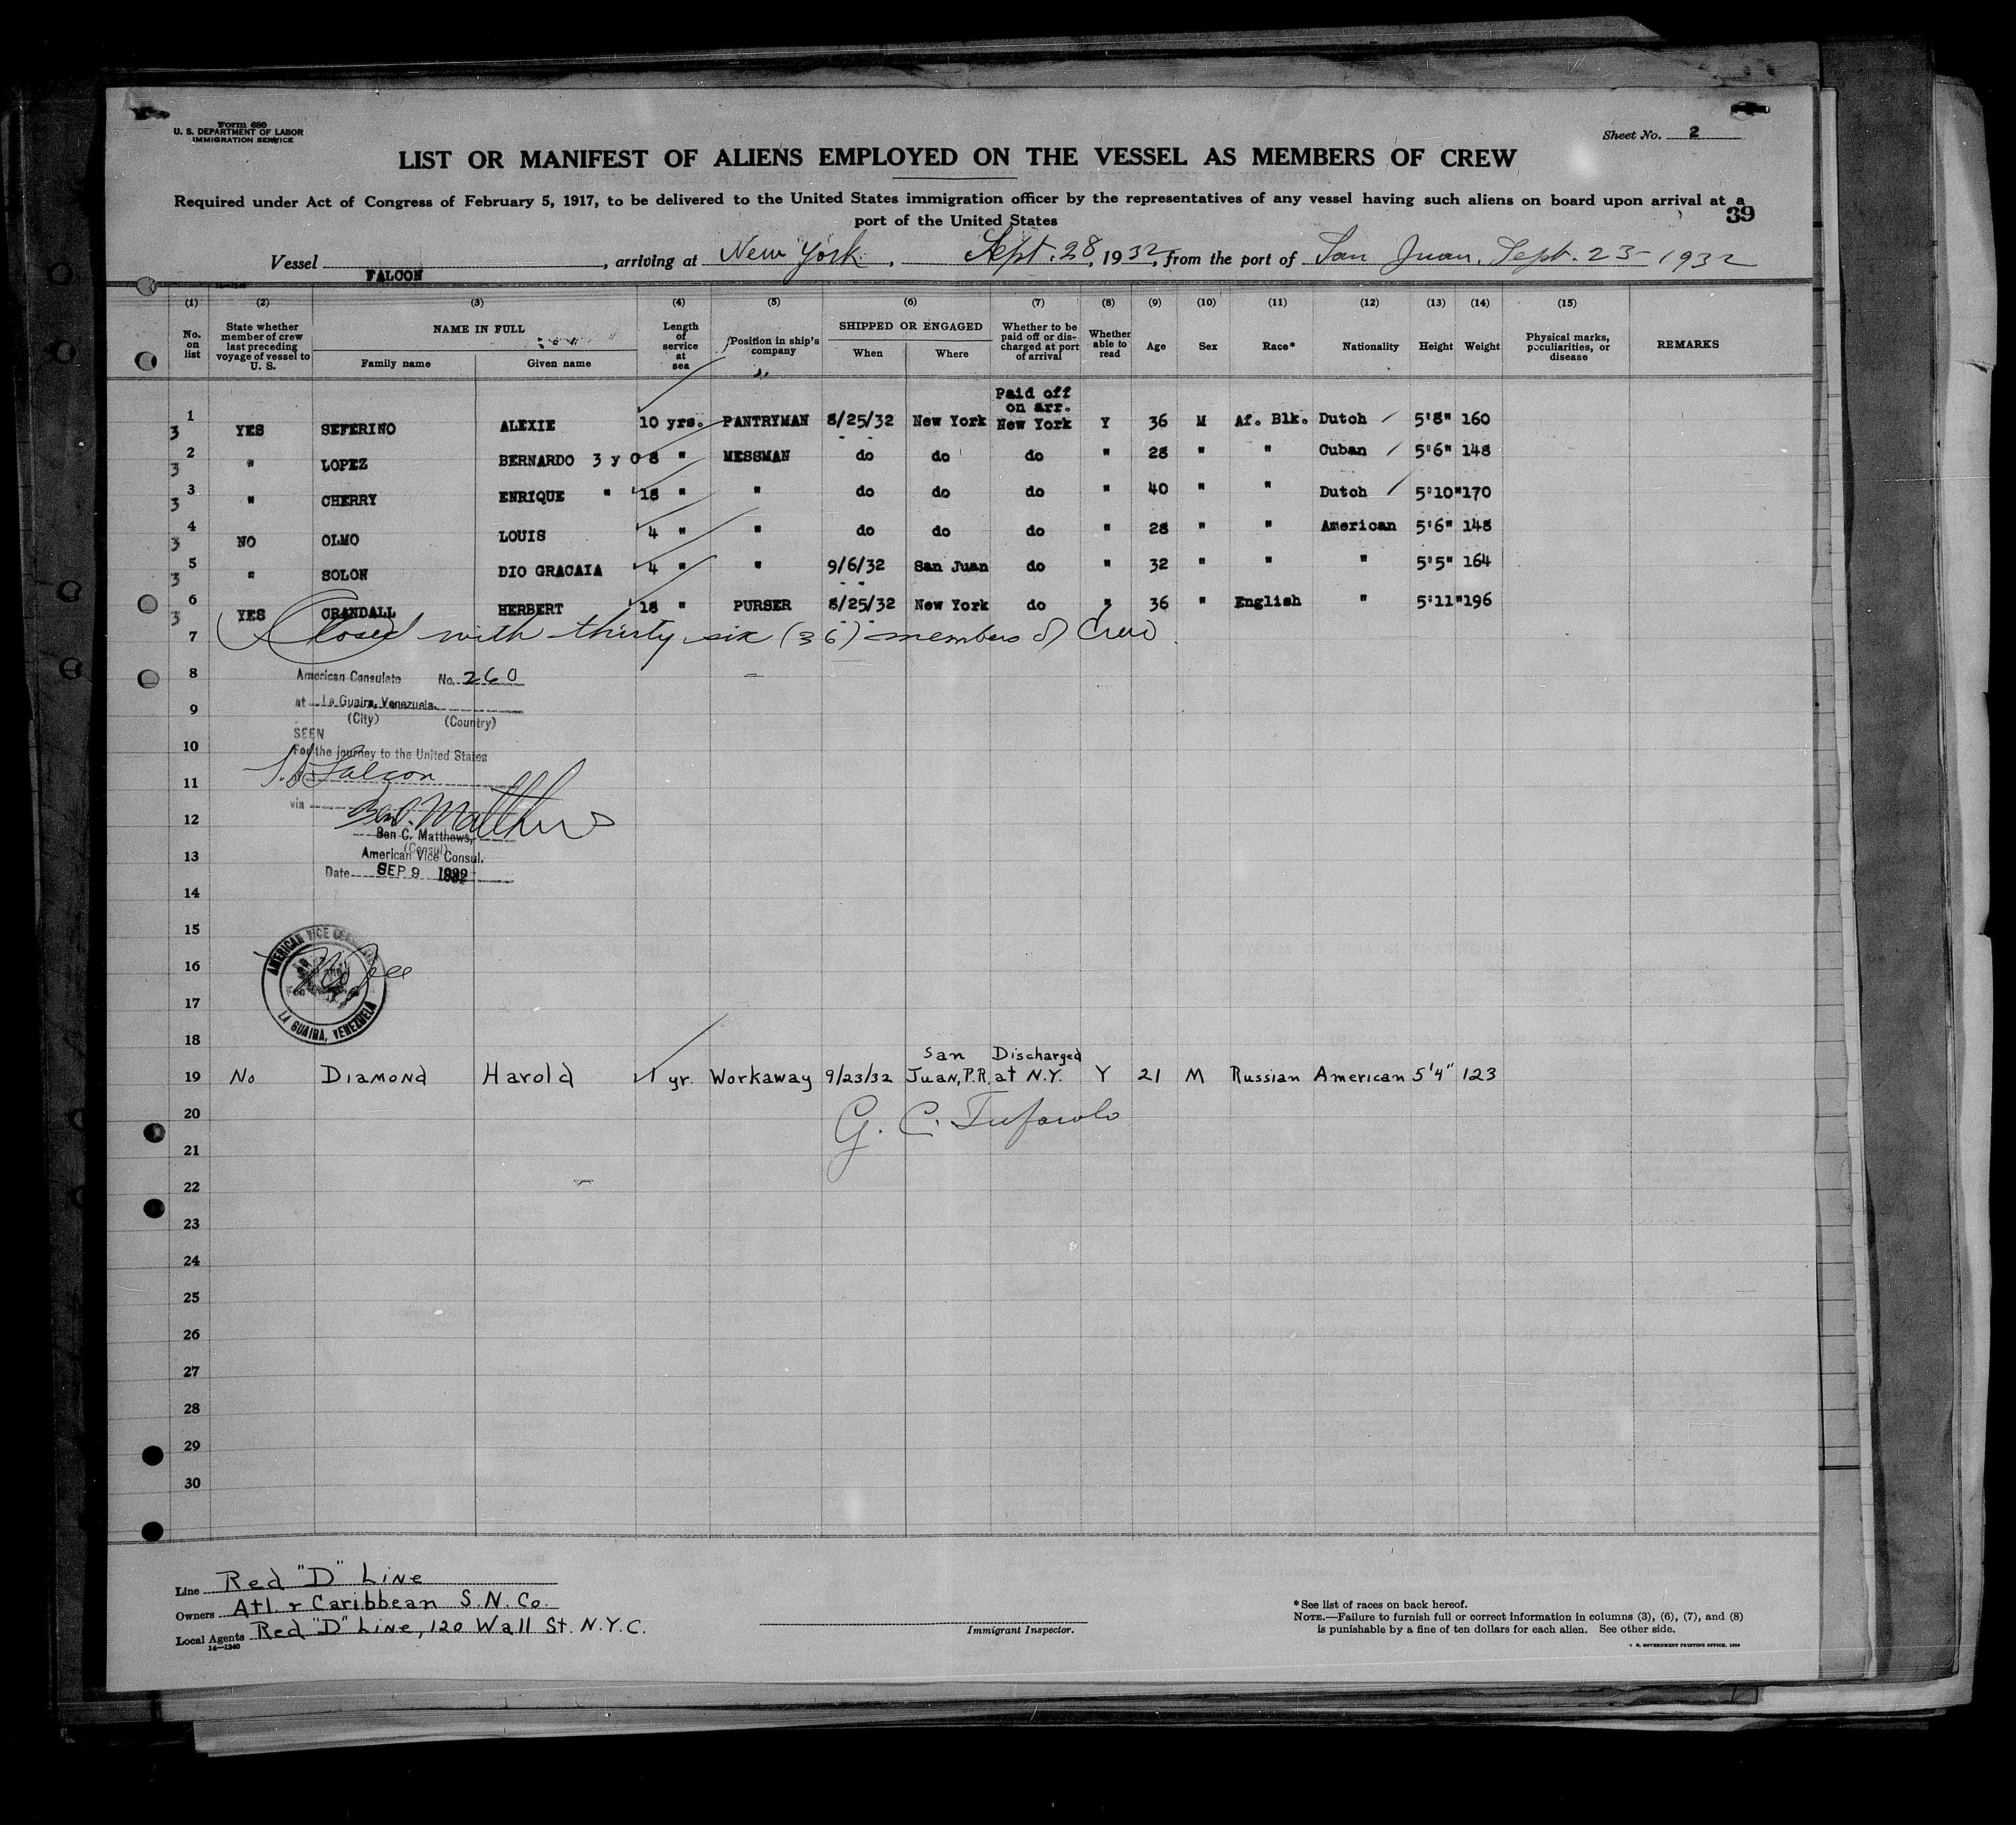 Form 680
U. S. DEPARTMENT OF LABOR
IMMIGRATION SERVICE
Sheet No. 2
LIST OR MANIFEST OF ALIENS EMPLOYED ON THE VESSEL AS MEMBERS OF CREW
Required under Act of Congress of February 5, 1917, to be delivered to the United States immigration officer by the representatives of any vessel having such aliens on board upon arrival at a
port of the United States
39
Vessel FALCON, arriving at New York, Sept. 28, 1932, from the port of San Juan, Sept. 23 - 1932
(1) (2) (3) (4) (5) (6) (7) (8) (9) (10) (11) (12) (13) (14) (15)
No. on list
State whether member of crew last preceding voyage of vessel to U. S.
NAME IN FULL
Family name Given name
Length of service at sea
Position in ship's company
SHIPPED OR ENGAGED
When Where
Whether to be paid off or discharged at port of arrival
Whether able to read
Age Sex Race* Nationality Height Weight
Physical marks, peculiarities, or disease
REMARKS
Paid off
on arr.
3 1 YES SEFERINO ALEXIE 10 yrs. PANTRYMAN 8/25/32 New York New York Y 36 M Af. Blk. Dutch 5'8" 160
3 2 " LOPEZ BERNARDO 3 y 0 8 " MESSMAN do do do " 28 " " Cuban 5'6" 148
3 3 " CHERRY ENRIQUE " 18 " " do do do " 40 " " Dutch 5'10" 170
3 4 NO OLMO LOUIS 4 " " do do do " 28 " " American 5'6" 148
3 5 " SOLON DIO GRACAIA 4 " " 9/6/32 San Juan do " 32 " " " 5'5" 164
3 6 YES CRANDALL HERBERT 18 " PURSER 8/25/32 New York do " 36 " English " 5'11" 196
7 Closed with thirty six (36) members of Crew
8
American Consulate No. 260
9
at La Guaira, Venezuela.
(City) (Country)
SEEN
10
For the journey to the United States
S.S. Falcon
11
via
Ben C. Matthews
12
Ben C. Matthews,
(Consul)
13
American Vice Consul.
Date SEP 9 1932
14
15
AMERICAN VICE CONSULATE
16
No fee
17
LA GUAIRA, VENEZUELA
18
San Discharged
19 No Diamond Harold 1 yr. Workaway 9/23/32 Juan, P.R. at N.Y. Y 21 M Russian American 5'4" 123
20
G. C.
21
22
23
24
25
26
27
28
29
30
Line Red "D" Line
Owners Atl. & Caribbean S. N. Co.
Local Agents Red "D" Line, 120 Wall St. N.Y.C.
14—1240
Immigrant Inspector.
* See list of races on back hereof.
NOTE.—Failure to furnish full or correct information in columns (3), (6), (7), and (8)
is punishable by a fine of ten dollars for each alien. See other side.
GOVERNMENT PRINTING OFFICE